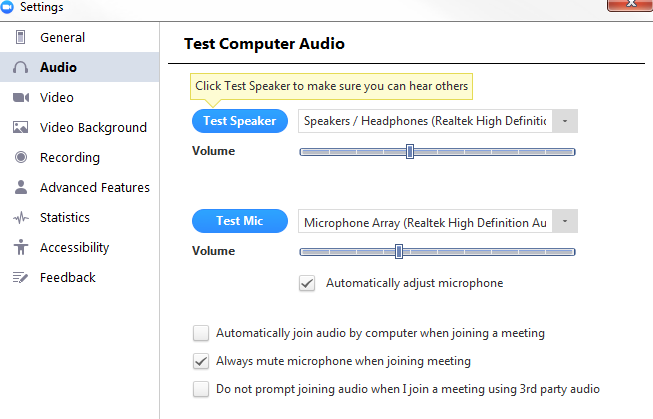 Settings
General
Audio
Video
Video Background
Recording
Advanced Features
Statistics
Accessibility
Feedback
Test Computer Audio
Click Test Speaker to make sure you can hear others
Test Speaker
Speakers / Headphones (Realtek High Definitic
Volume
Test Mic
Microphone Array (Realtek High Definition Au
Volume
Automatically adjust microphone
Automatically join audio by computer when joining a meeting
Always mute microphone when joining meeting
Do not prompt joining audio when I join a meeting using 3rd party audio